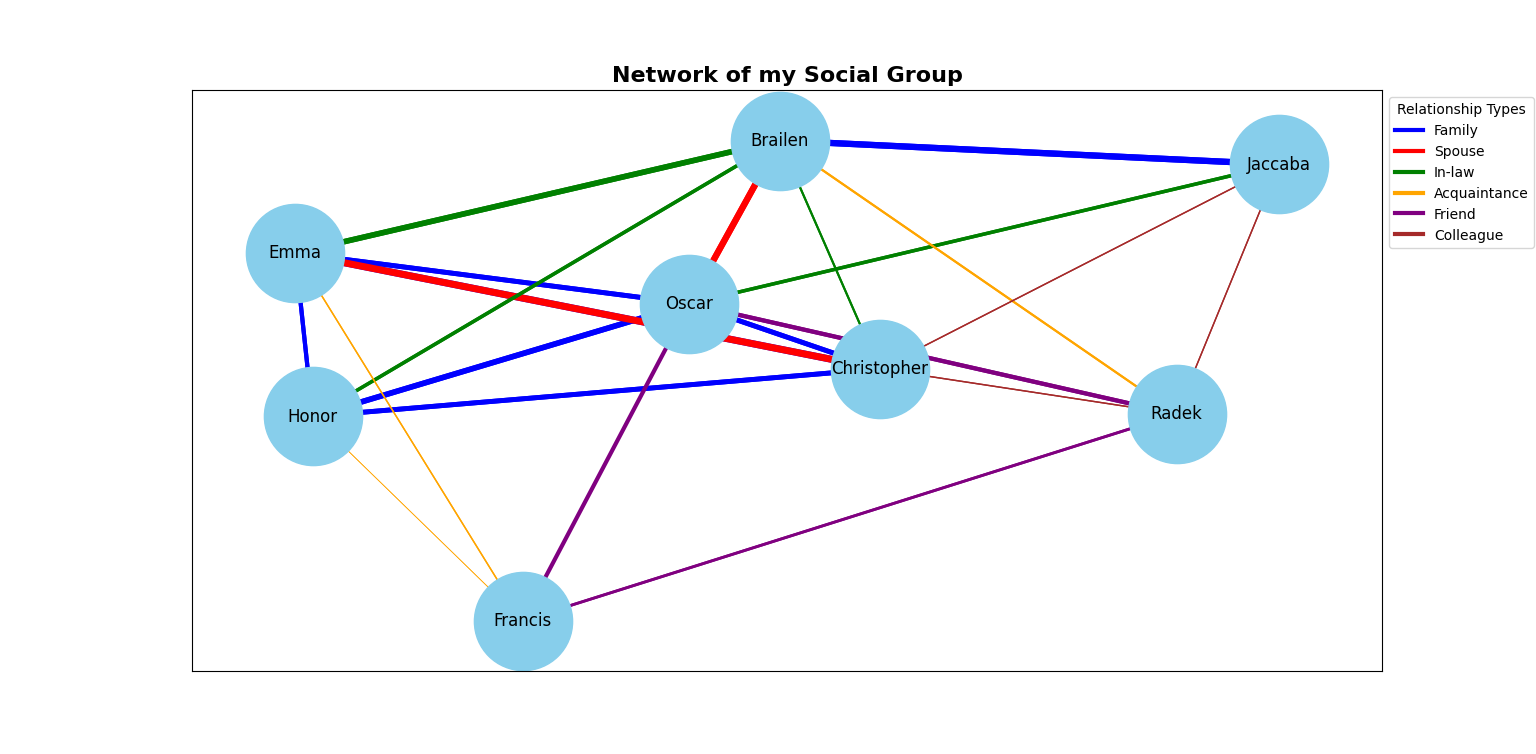 Network of my Social Group
Relationship Types
Family
Spouse
In-law
Acquaintance
Friend
Colleague
Brailen
Jaccaba
Emma
Oscar
Christopher
Honor
Radek
Francis